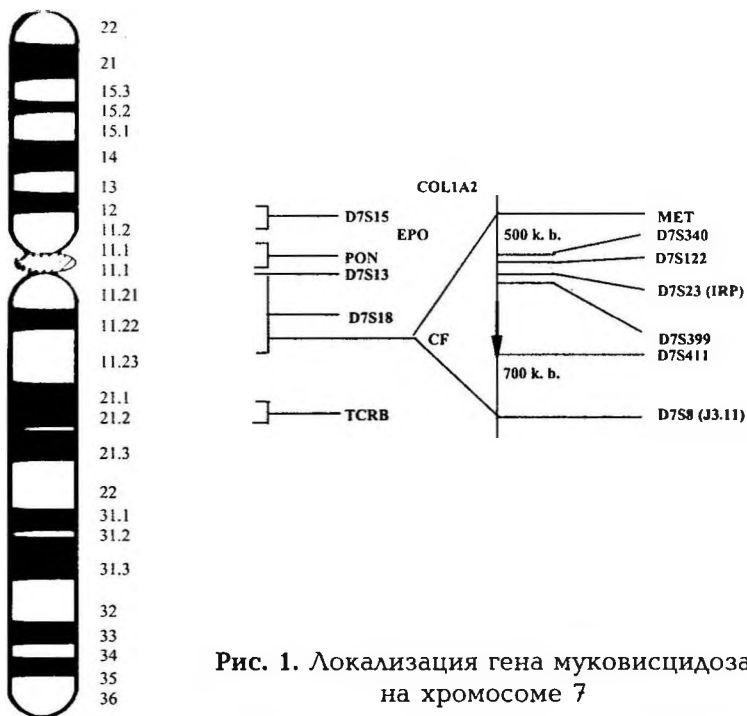 22
21
15.3
15.2
15.1
14
13
12
11.2
11.1
11.1
11.21
11.22
11.23
21.1
21.2
21.3
22
31.1
31.2
31.3
32
33
34
35
36
COL1A2
D7S15
EPO
PON
D7S13
D7S18
CF
TCRB
MET
500 k. b.
D7S340
D7S122
D7S23 (IRP)
D7S399
D7S411
700 k. b.
D7S8 (J3.11)
Рис. 1. Локализация гена муковисцидоза
на хромосоме 7